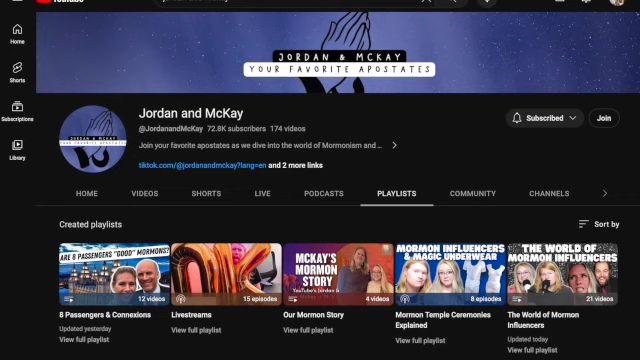 Home
Shorts
Subscriptions
Library
JORDAN & MCKAY
YOUR FAVORITE APOSTATES
JORDAN & MCKAY
YOUR FAVORITE APOSTATES
Jordan and McKay
@JordanandMcKay 72.8K subscribers 174 videos
Join your favorite apostates as we dive into the world of Mormonism and ...
tiktok.com/@jordanandmckay?lang=en and 2 more links
Subscribed
Join
HOME VIDEOS SHORTS LIVE PODCASTS PLAYLISTS COMMUNITY CHANNELS
Created playlists
Sort by
ARE 8 PASSENGERS "GOOD" MORMONS?
12 videos
8 Passengers & Connexions
Updated yesterday
View full playlist
15 episodes
Livestreams
View full playlist
MCKAY'S
MORMON
STORY
4 videos
Our Mormon Story
View full playlist
MORMON INFLUENCERS
& MAGIC UNDERWEAR
8 episodes
Mormon Temple Ceremonies
Explained
View full playlist
THE WORLD OF
MORMON INFLUENCERS
21 videos
The World of Mormon
Influencers
Updated today
View full playlist